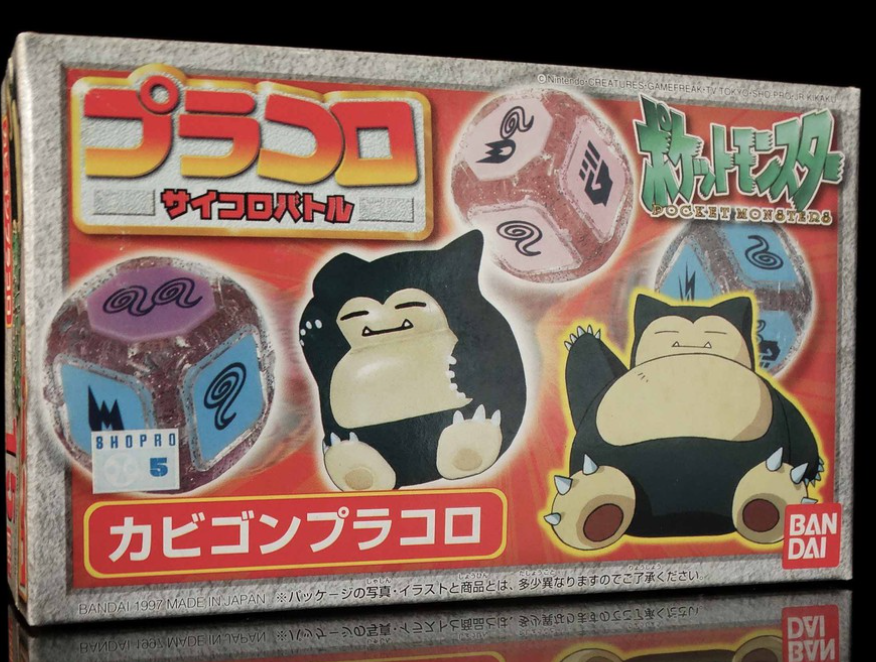 ©Nintendo・CREATURES・GAMEFREAK・TV TOKYO・SHO PRO・JR KIKAKU
プラコロ
サイコロバトル
ポケットモンスター
POCKET MONSTERS
SHOPRO
5
カビゴンプラコロ
BAN
DAI
BANDAI 1997 MADE IN JAPAN ※パッケージの写真・イラストと商品とは、多少異なりますのでご了承ください。